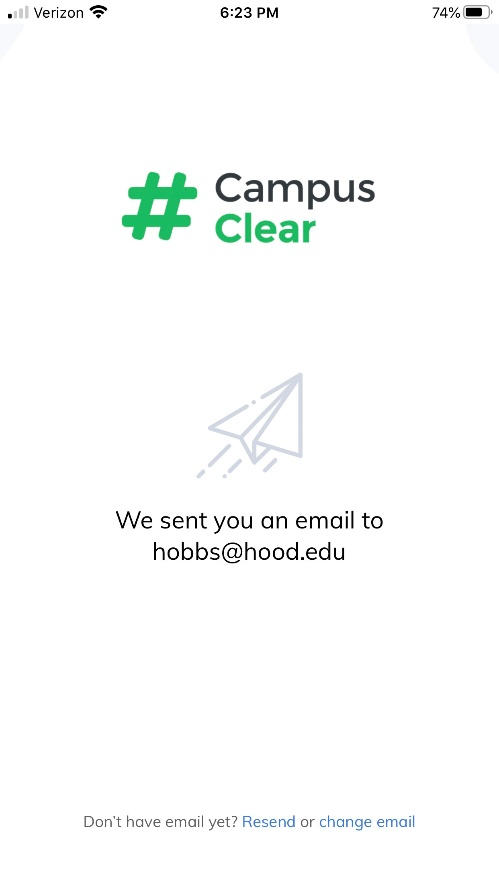 Verizon 6:23 PM 74%
# Campus
Clear
We sent you an email to
hobbs@hood.edu
Don't have email yet? Resend or change email